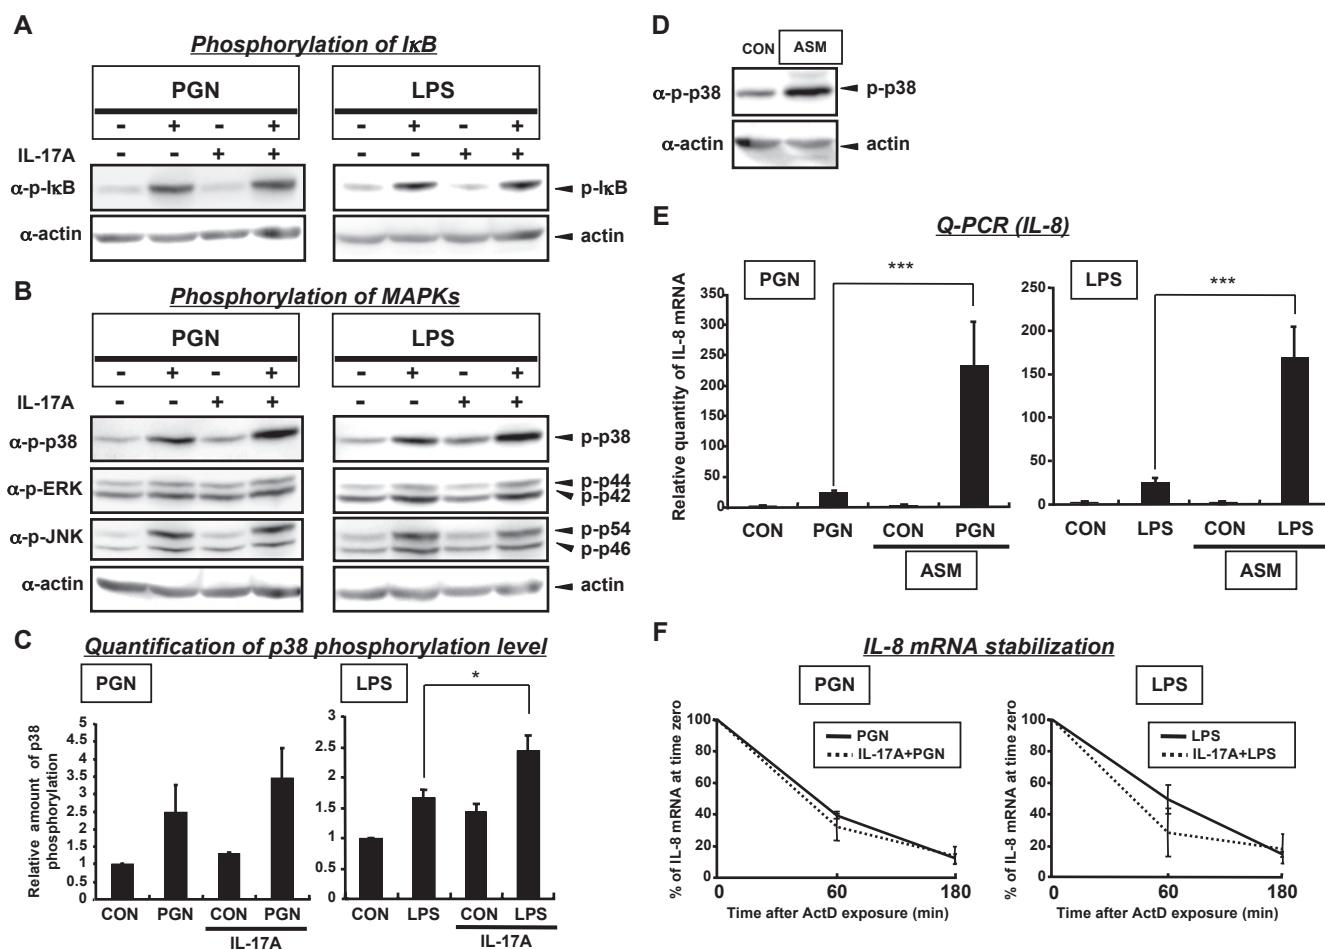 A
Phosphorylation of IκB
PGN
LPS
- + - +
- + - +
IL-17A
- - + +
- - + +
α-p-IκB
p-IκB
α-actin
actin
B
Phosphorylation of MAPKs
PGN
LPS
- + - +
- + - +
IL-17A
- - + +
- - + +
α-p-p38
p-p38
α-p-ERK
p-p44
p-p42
α-p-JNK
p-p54
p-p46
α-actin
actin
C
Quantification of p38 phosphorylation level
PGN
Relative amount of p38
phosphorylation
5
4.5
4
3.5
3
2.5
2
1.5
1
0.5
0
CON PGN CON PGN
IL-17A
LPS
*
3
2.5
2
1.5
1
0.5
0
CON LPS CON LPS
IL-17A
D
CON ASM
α-p-p38
p-p38
α-actin
actin
E
Q-PCR (IL-8)
PGN
***
Relative quantity of IL-8 mRNA
350
300
250
200
150
100
50
0
CON PGN CON PGN
ASM
LPS
***
250
200
150
100
50
0
CON LPS CON LPS
ASM
F
IL-8 mRNA stabilization
PGN
% of IL-8 mRNA at time zero
100
80
60
40
20
0
PGN
IL-17A+PGN
0 60 180
Time after ActD exposure (min)
LPS
% of IL-8 mRNA at time zero
100
80
60
40
20
0
LPS
IL-17A+LPS
0 60 180
Time after ActD exposure (min)